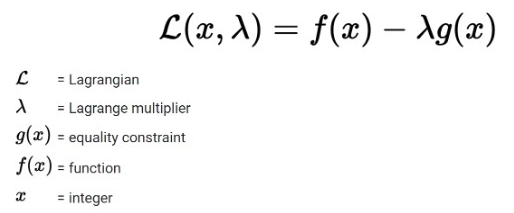 ℒ(x, λ) = f(x) − λg(x)
ℒ = Lagrangian
λ = Lagrange multiplier
g(x) = equality constraint
f(x) = function
x = integer